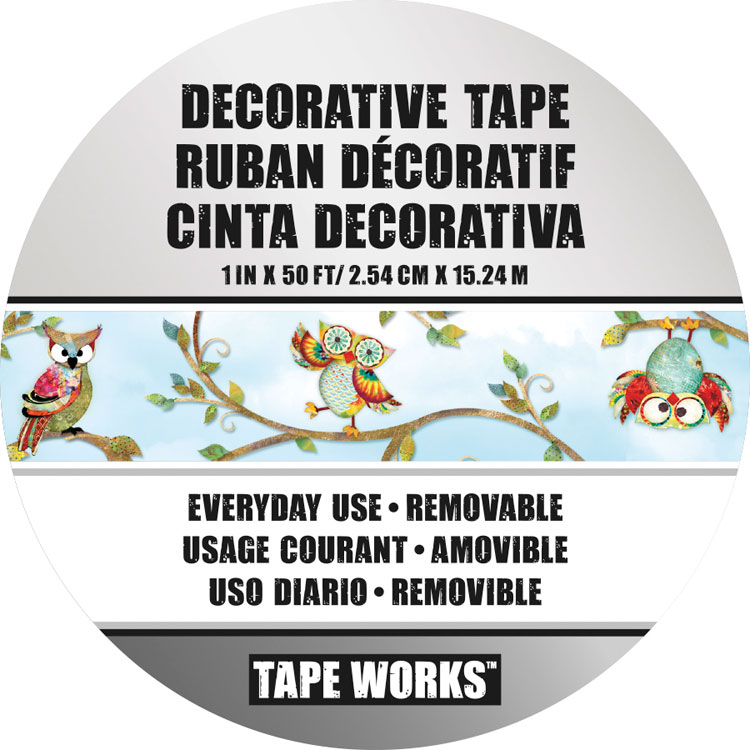 DECORATIVE TAPE
RUBAN DÉCORATIF
CINTA DECORATIVA
1 IN X 50 FT/ 2.54 CM X 15.24 M
EVERYDAY USE • REMOVABLE
USAGE COURANT • AMOVIBLE
USO DIARIO • REMOVIBLE
TAPE WORKS™